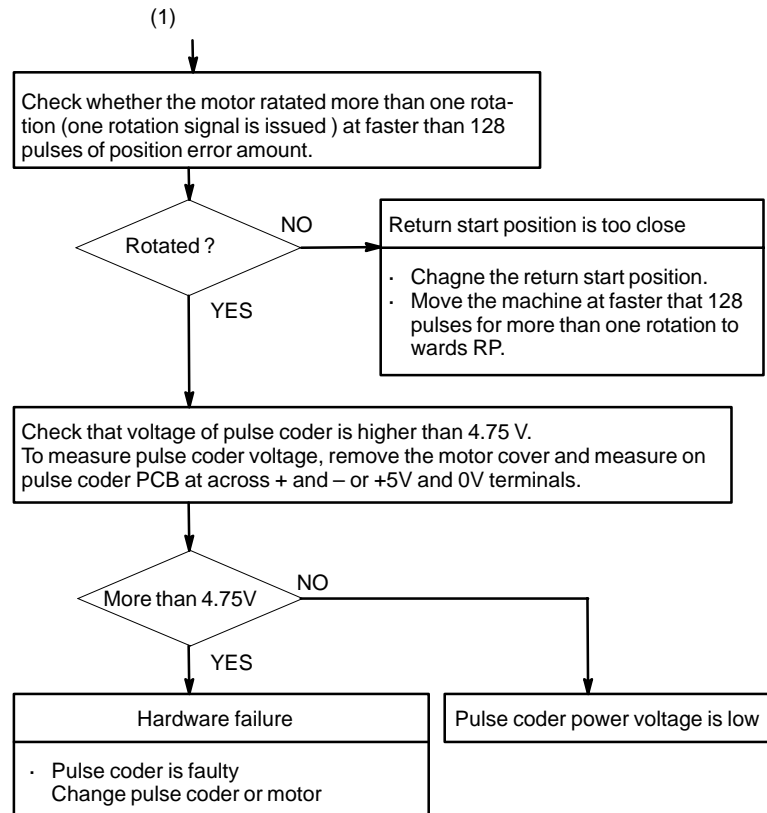 (1)
Check whether the motor ratated more than one rota-
tion (one rotation signal is issued ) at faster than 128
pulses of position error amount.
Rotated ?
NO
YES
Return start position is too close
· Chagne the return start position.
· Move the machine at faster that 128
pulses for more than one rotation to
wards RP.
Check that voltage of pulse coder is higher than 4.75 V.
To measure pulse coder voltage, remove the motor cover and measure on
pulse coder PCB at across + and – or +5V and 0V terminals.
More than 4.75V
NO
YES
Hardware failure
· Pulse coder is faulty
Change pulse coder or motor
Pulse coder power voltage is low